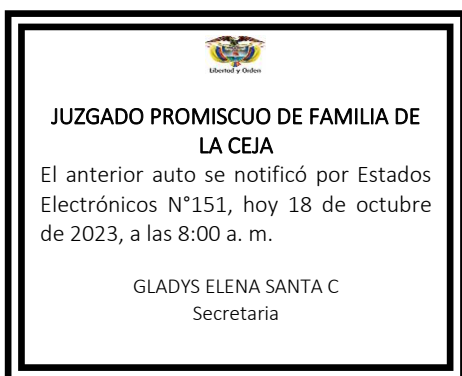 Libertad y Orden
JUZGADO PROMISCUO DE FAMILIA DE
LA CEJA
El anterior auto se notificó por Estados
Electrónicos N°151, hoy 18 de octubre
de 2023, a las 8:00 a. m.
GLADYS ELENA SANTA C
Secretaria